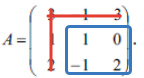 A = ( 1 3
1 1 0
2 −1 2 ).